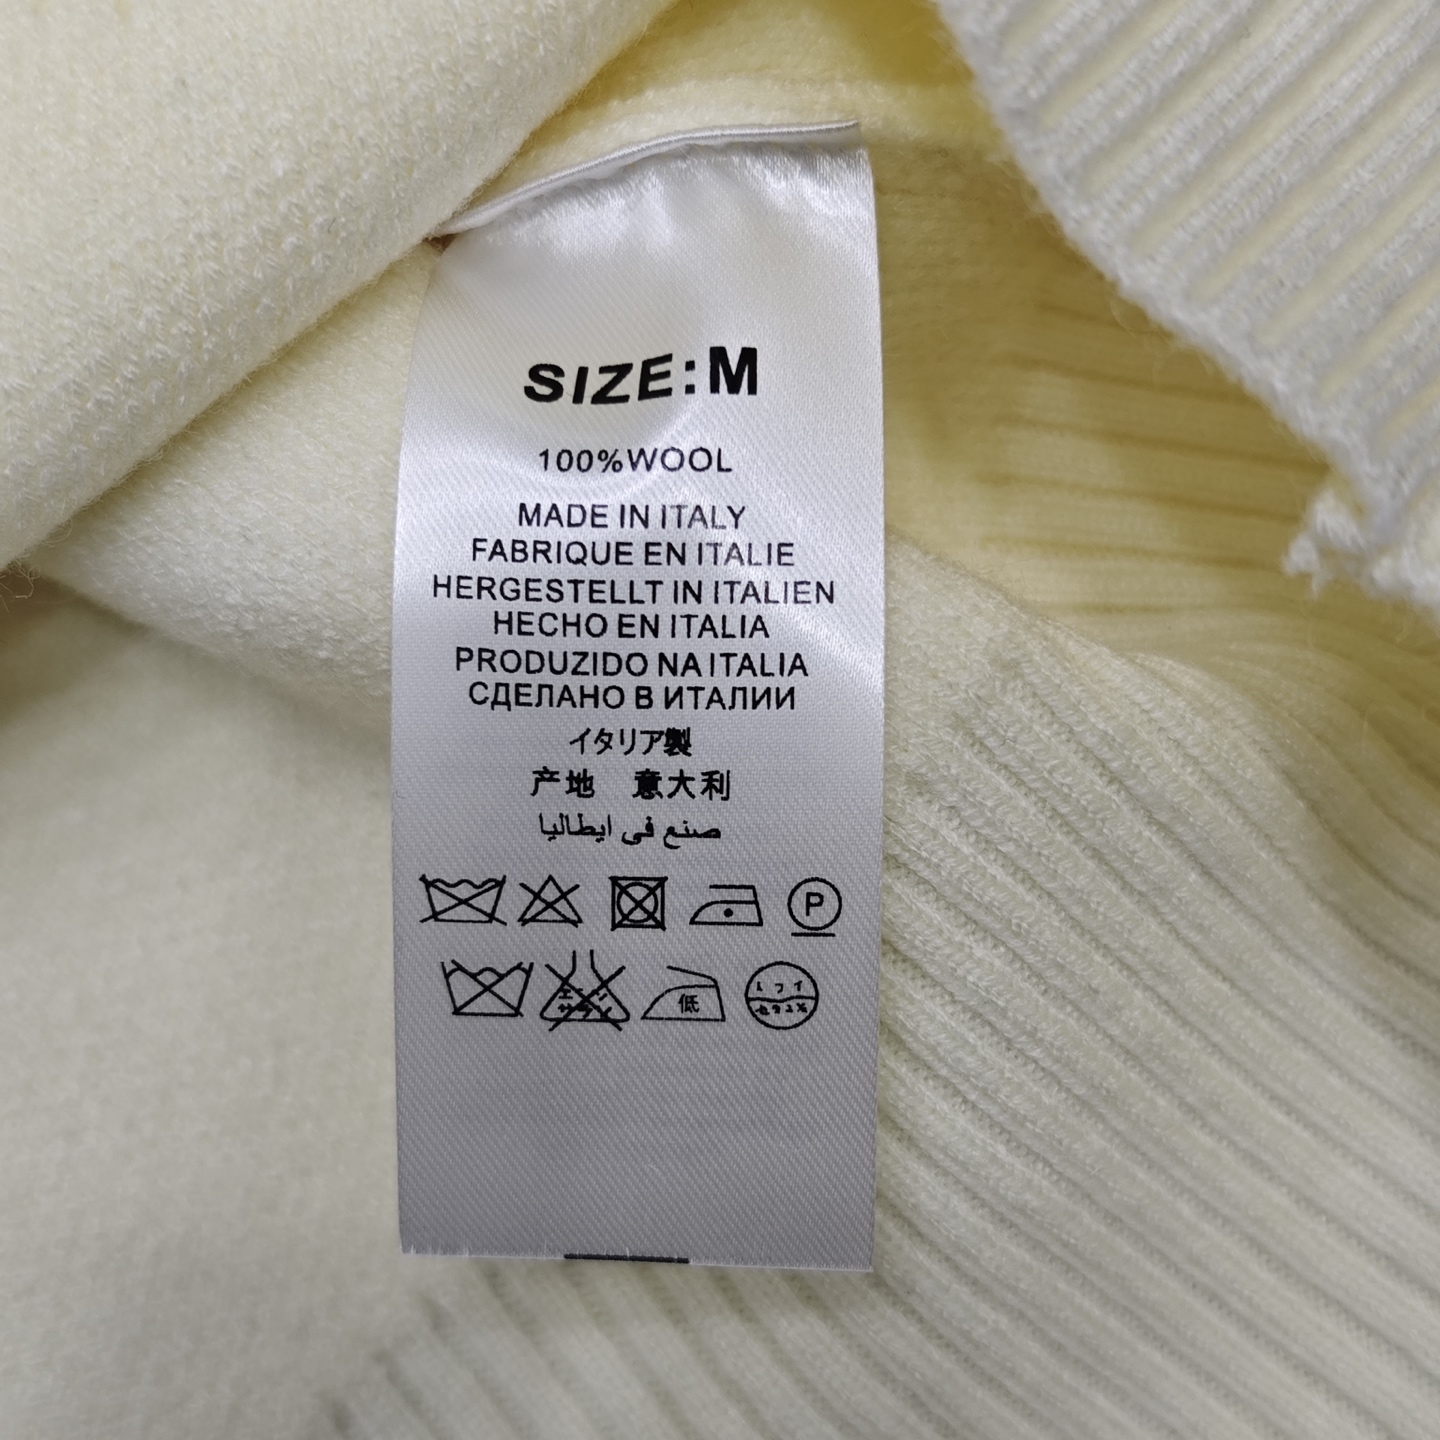 SIZE:M
100%WOOL
MADE IN ITALY
FABRIQUE EN ITALIE
HERGESTELLT IN ITALIEN
HECHO EN ITALIA
PRODUZIDO NA ITALIA
СДЕЛАНО В ИТАЛИИ
イタリア製
产地 意大利
صنع في ايطاليا
P
低